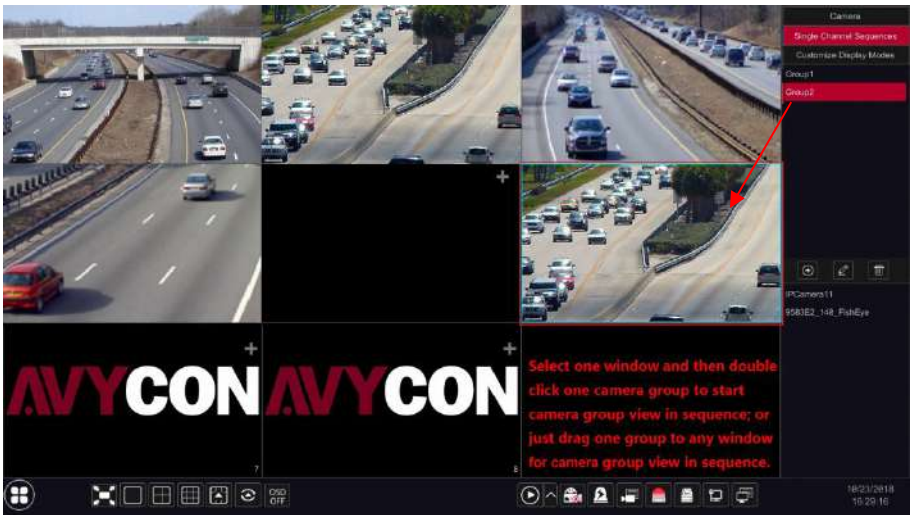 Camera
Single Channel Sequences
Customize Display Modes
Group1
Group2
IPCamera11
9583E2_148_FishEye
AVYCON
AVYCON
7
8
Select one window and then double
click one camera group to start
camera group view in sequence; or
just drag one group to any window
for camera group view in sequence.
OSD
OFF
10/23/2018
16:29:16